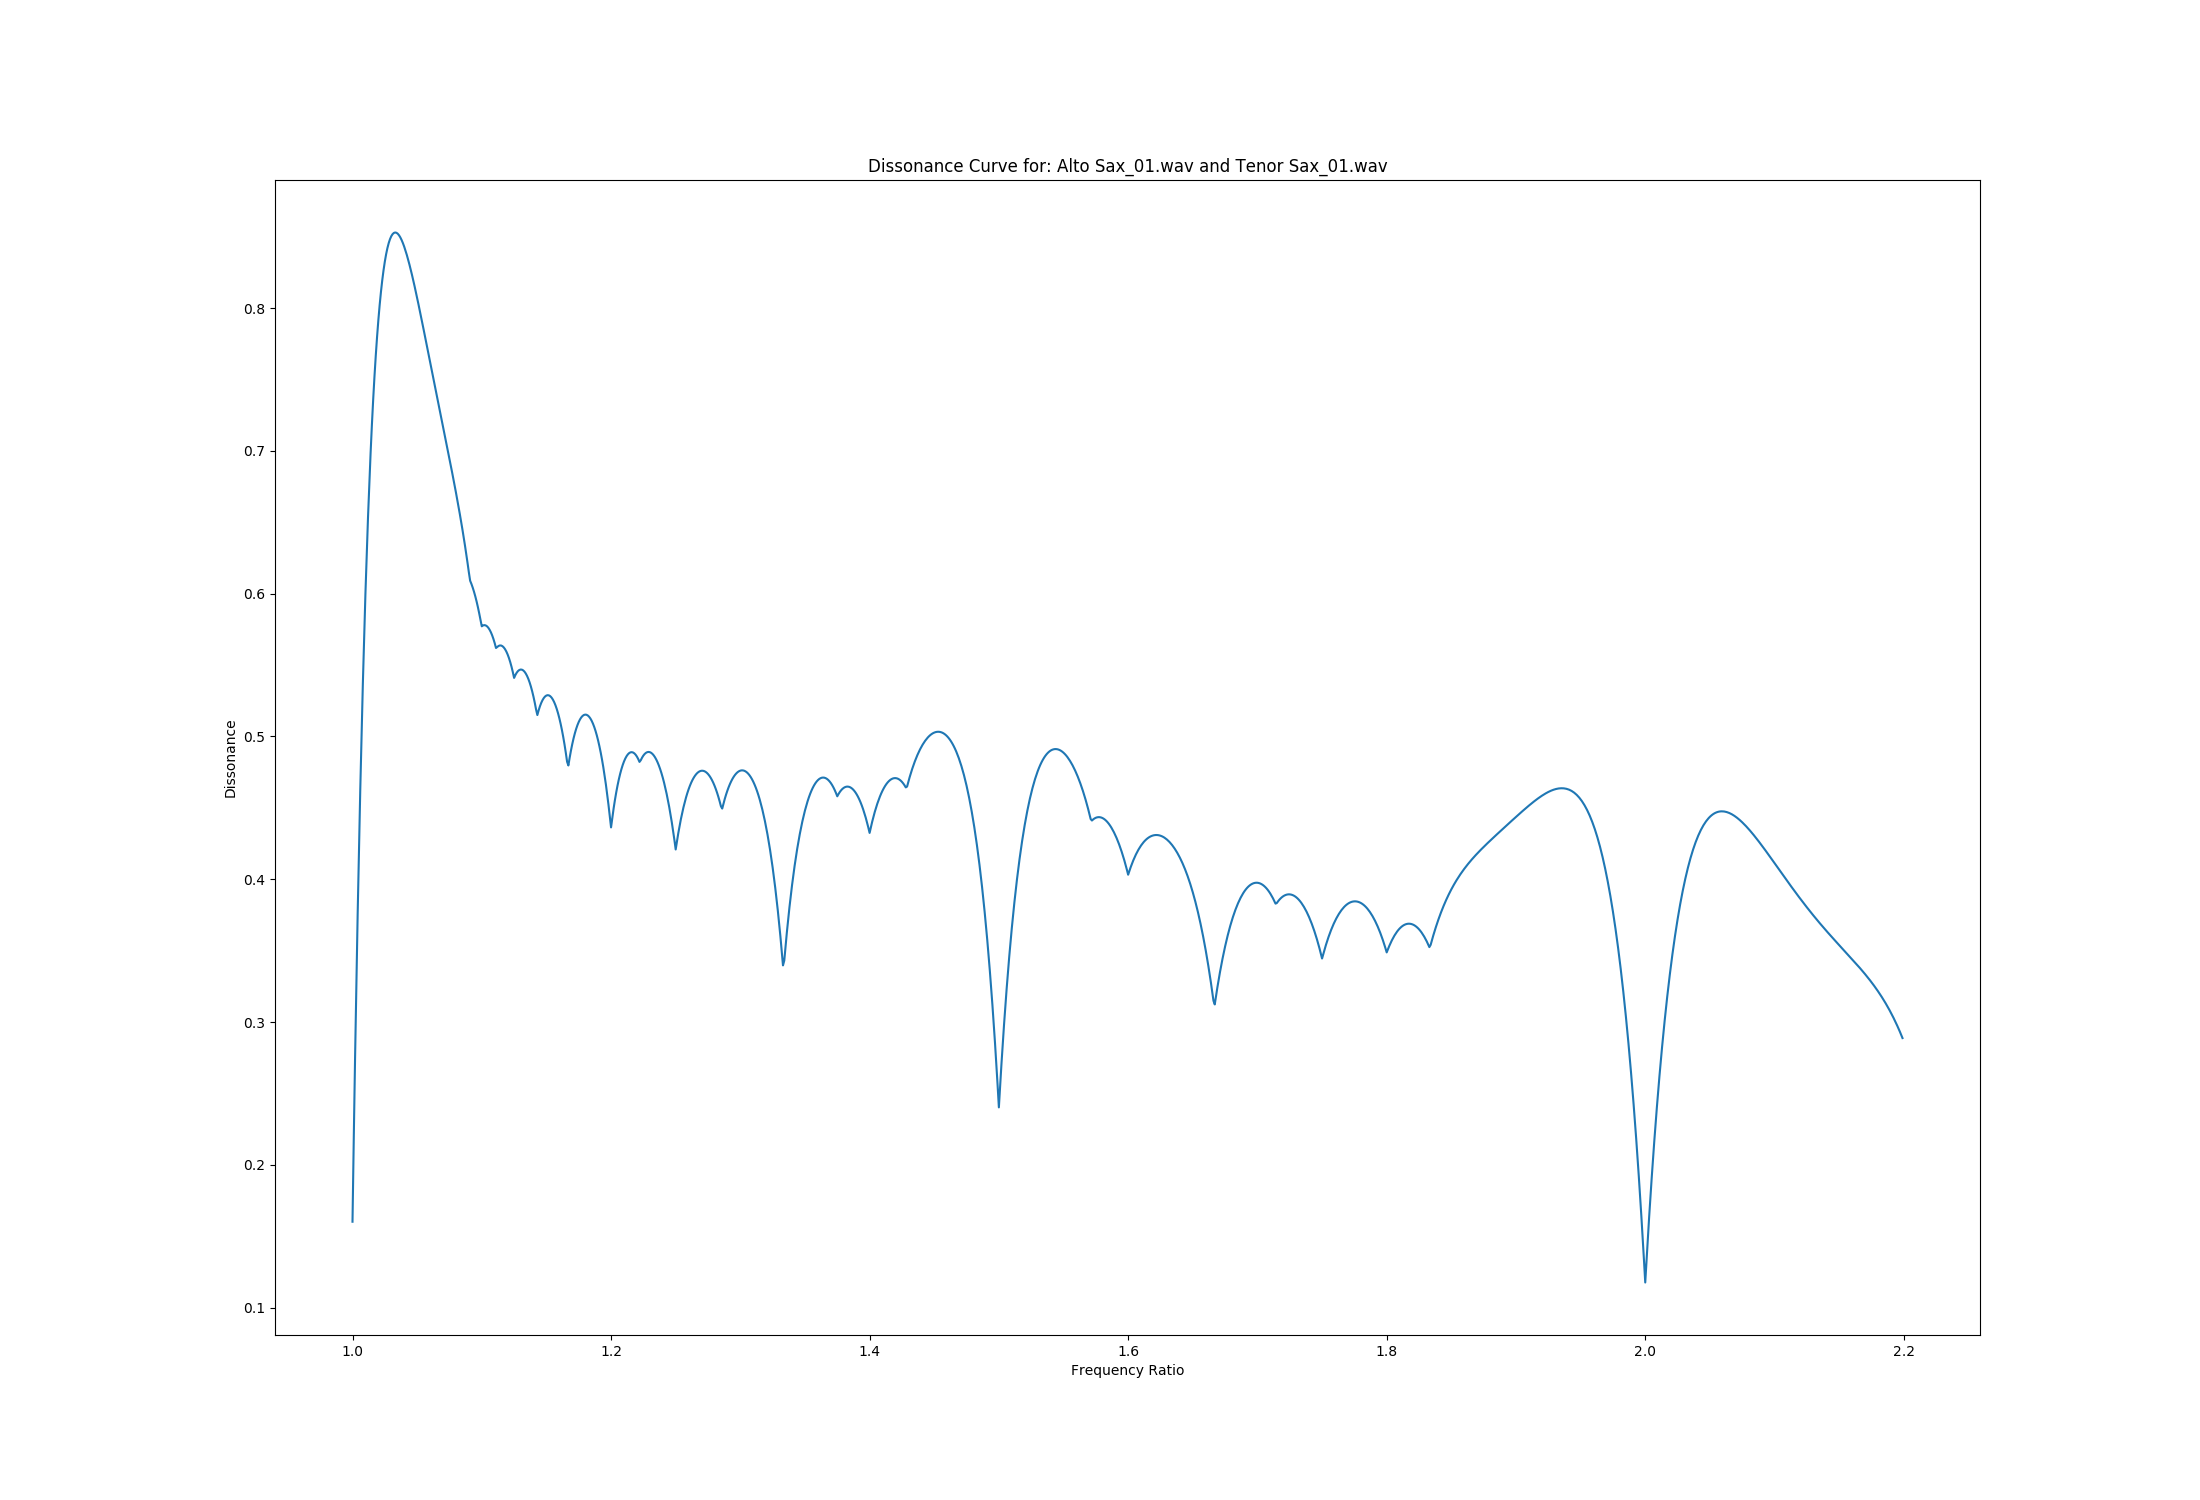 Dissonance Curve for: Alto Sax_01.wav and Tenor Sax_01.wav
Dissonance
0.8
0.7
0.6
0.5
0.4
0.3
0.2
0.1
1.0 1.2 1.4 1.6 1.8 2.0 2.2
Frequency Ratio